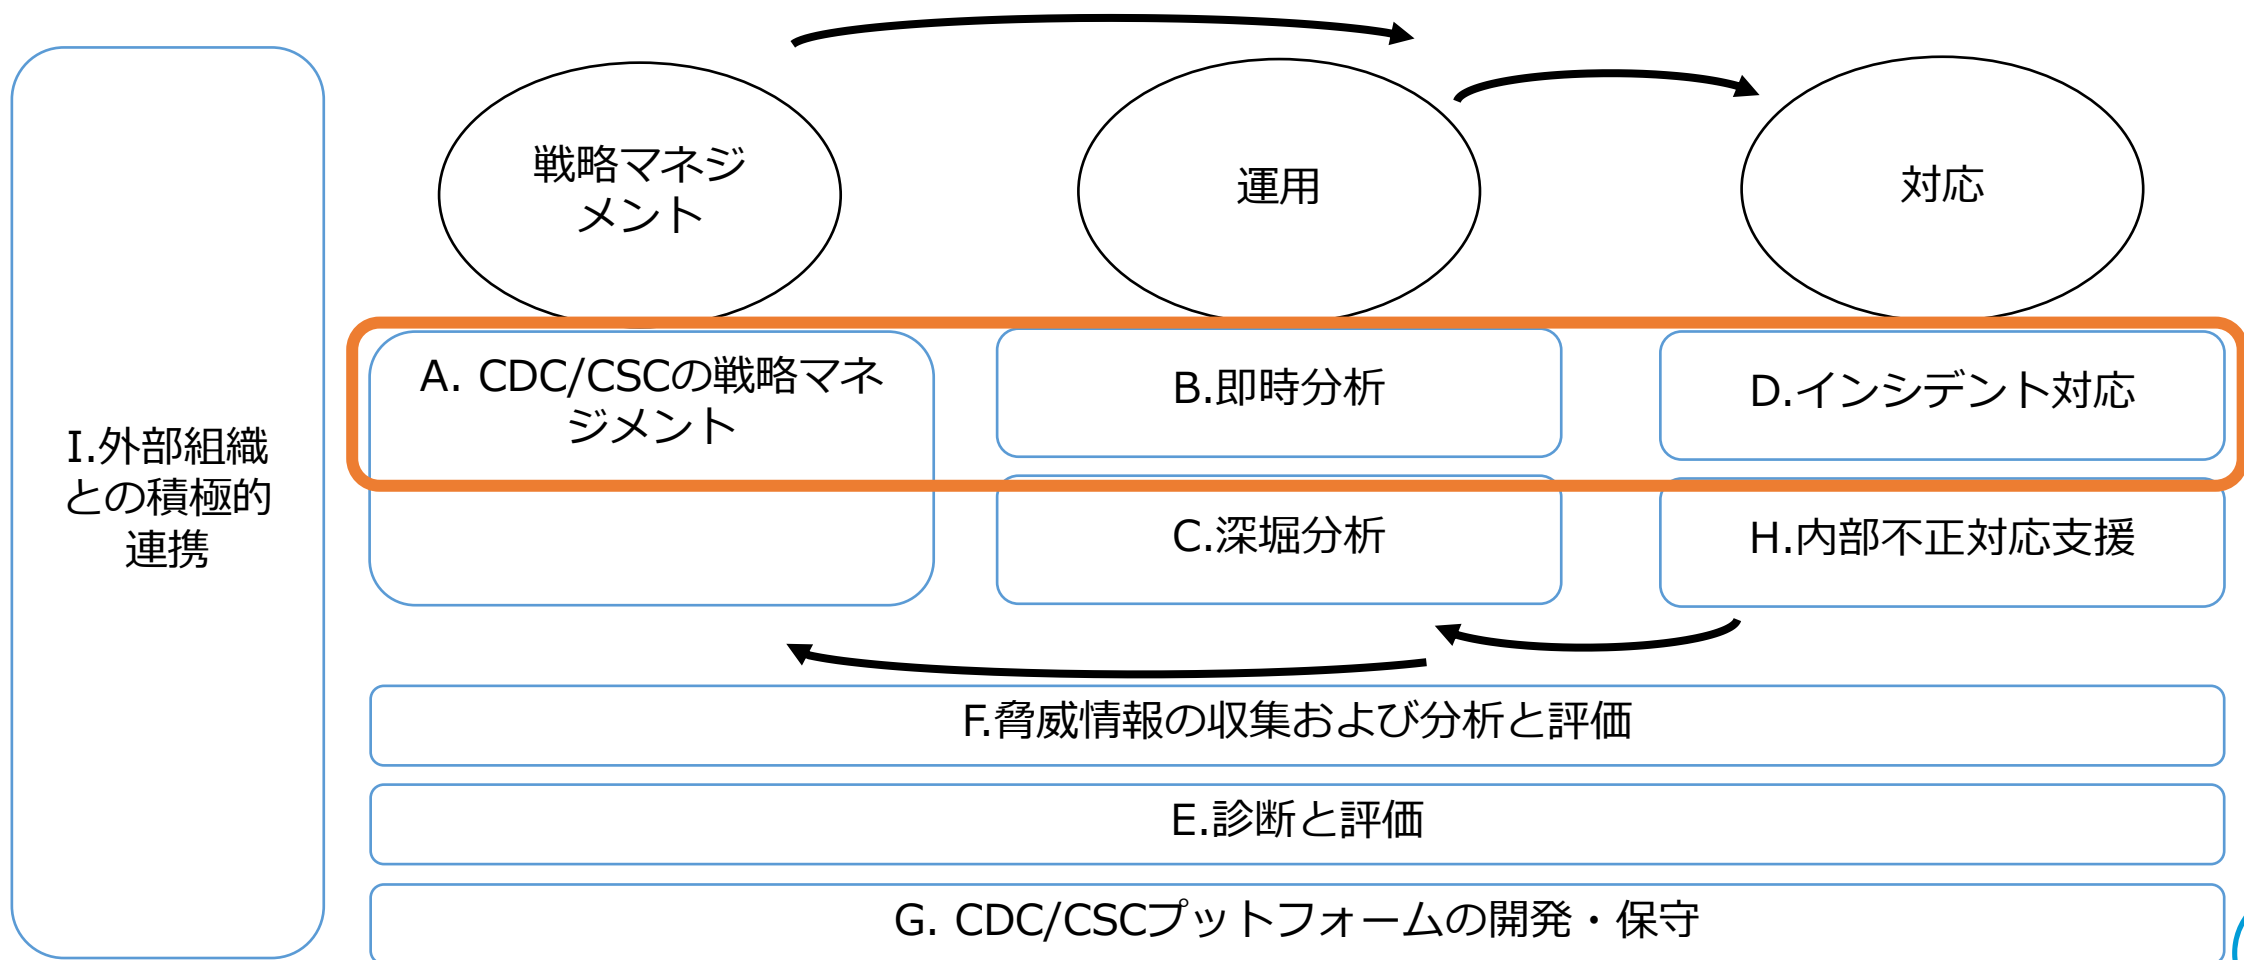 戦略マネジ
メント
運用
対応
I.外部組織
との積極的
連携
A. CDC/CSCの戦略マネ
ジメント
B.即時分析
D.インシデント対応
C.深堀分析
H.内部不正対応支援
F.脅威情報の収集および分析と評価
E.診断と評価
G. CDC/CSCプットフォームの開発・保守